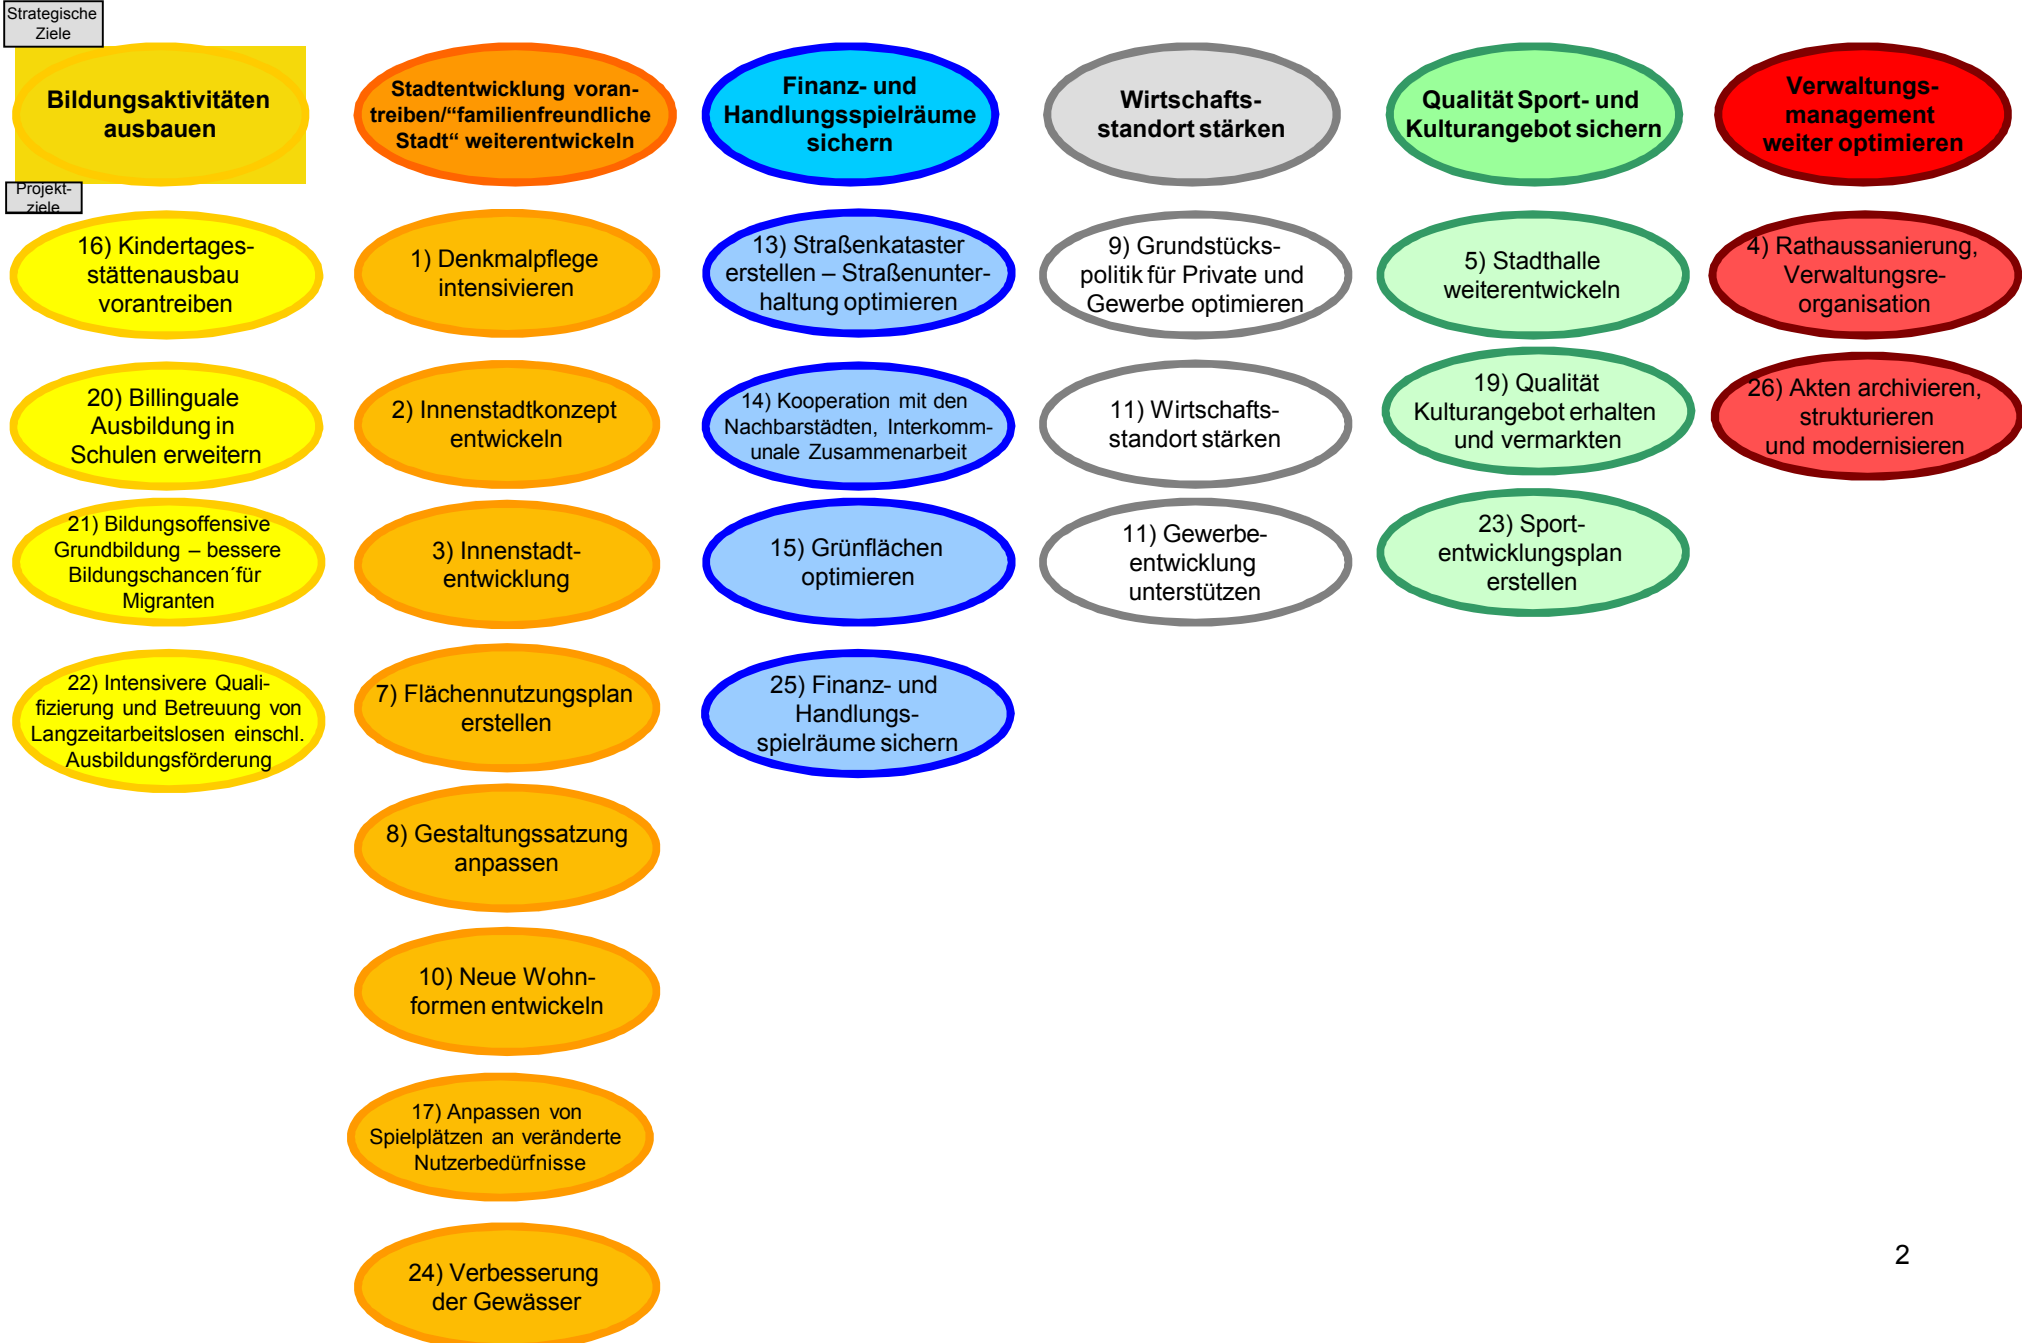 Strategische
Ziele
Bildungsaktivitäten
ausbauen
Stadtentwicklung voran-
treiben/“familienfreundliche
Stadt“ weiterentwickeln
Finanz- und
Handlungsspielräume
sichern
Wirtschafts-
standort stärken
Qualität Sport- und
Kulturangebot sichern
Verwaltungs-
management
weiter optimieren
Projekt-
ziele
16) Kindertages-
stättenausbau
vorantreiben
20) Billinguale
Ausbildung in
Schulen erweitern
21) Bildungsoffensive
Grundbildung – bessere
Bildungschancen´für
Migranten
22) Intensivere Quali-
fizierung und Betreuung von
Langzeitarbeitslosen einschl.
Ausbildungsförderung
1) Denkmalpflege
intensivieren
2) Innenstadtkonzept
entwickeln
3) Innenstadt-
entwicklung
7) Flächennutzungsplan
erstellen
8) Gestaltungssatzung
anpassen
10) Neue Wohn-
formen entwickeln
17) Anpassen von
Spielplätzen an veränderte
Nutzerbedürfnisse
24) Verbesserung
der Gewässer
13) Straßenkataster
erstellen – Straßenunter-
haltung optimieren
14) Kooperation mit den
Nachbarstädten, Interkomm-
unale Zusammenarbeit
15) Grünflächen
optimieren
25) Finanz- und
Handlungs-
spielräume sichern
9) Grundstücks-
politik für Private und
Gewerbe optimieren
11) Wirtschafts-
standort stärken
11) Gewerbe-
entwicklung
unterstützen
5) Stadthalle
weiterentwickeln
19) Qualität
Kulturangebot erhalten
und vermarkten
23) Sport-
entwicklungsplan
erstellen
4) Rathaussanierung,
Verwaltungsre-
organisation
26) Akten archivieren,
strukturieren
und modernisieren
2